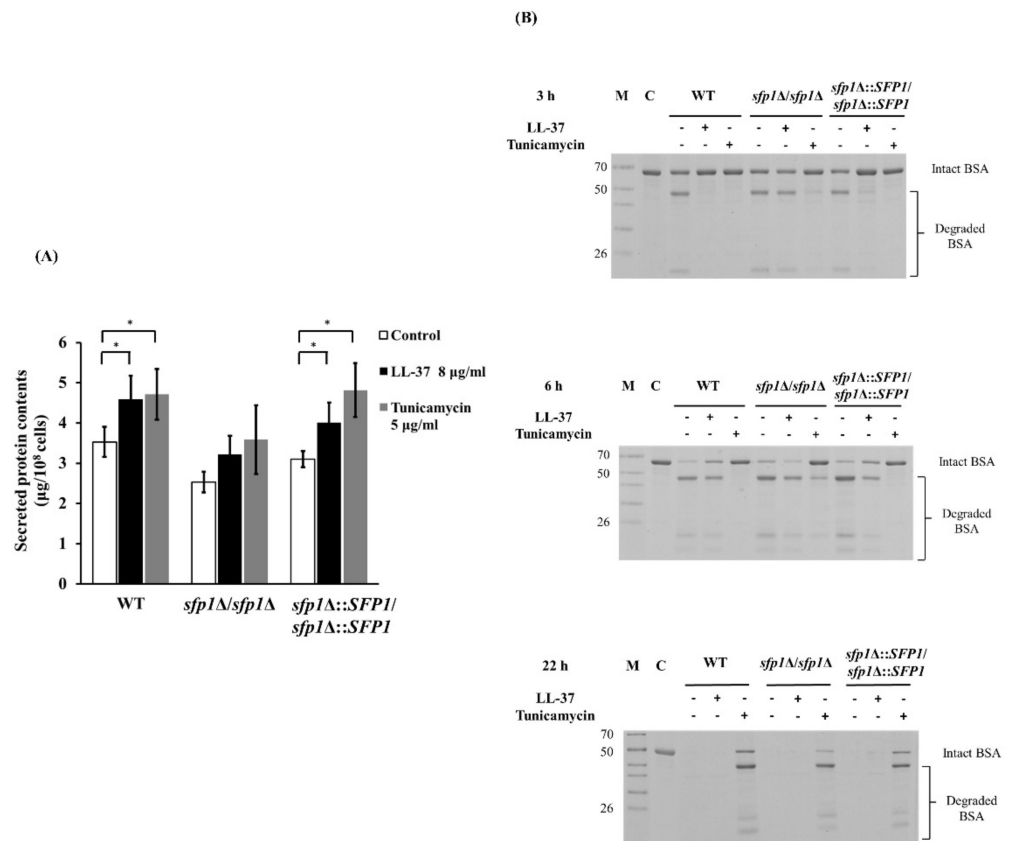 (B)
3 h
M C WT sfp1Δ/sfp1Δ sfp1Δ::SFP1/
sfp1Δ::SFP1
LL-37 - + - - + - - + -
Tunicamycin - - + - - + - - +
70
50
26
Intact BSA
Degraded
BSA
(A)
Secreted protein contents
(µg/10⁸ cells)
6
5
4
3
2
1
0
*
*
*
*
Control
LL-37 8 µg/ml
Tunicamycin
5 µg/ml
WT
sfp1Δ/sfp1Δ
sfp1Δ::SFP1/
sfp1Δ::SFP1
6 h
M C WT sfp1Δ/sfp1Δ sfp1Δ::SFP1/
sfp1Δ::SFP1
LL-37 - + - - + - - + -
Tunicamycin - - + - - + - - +
70
50
26
Intact BSA
Degraded
BSA
22 h
M C WT sfp1Δ/sfp1Δ sfp1Δ::SFP1/
sfp1Δ::SFP1
LL-37 - + - - + - - + -
Tunicamycin - - + - - + - - +
70
50
26
Intact BSA
Degraded
BSA